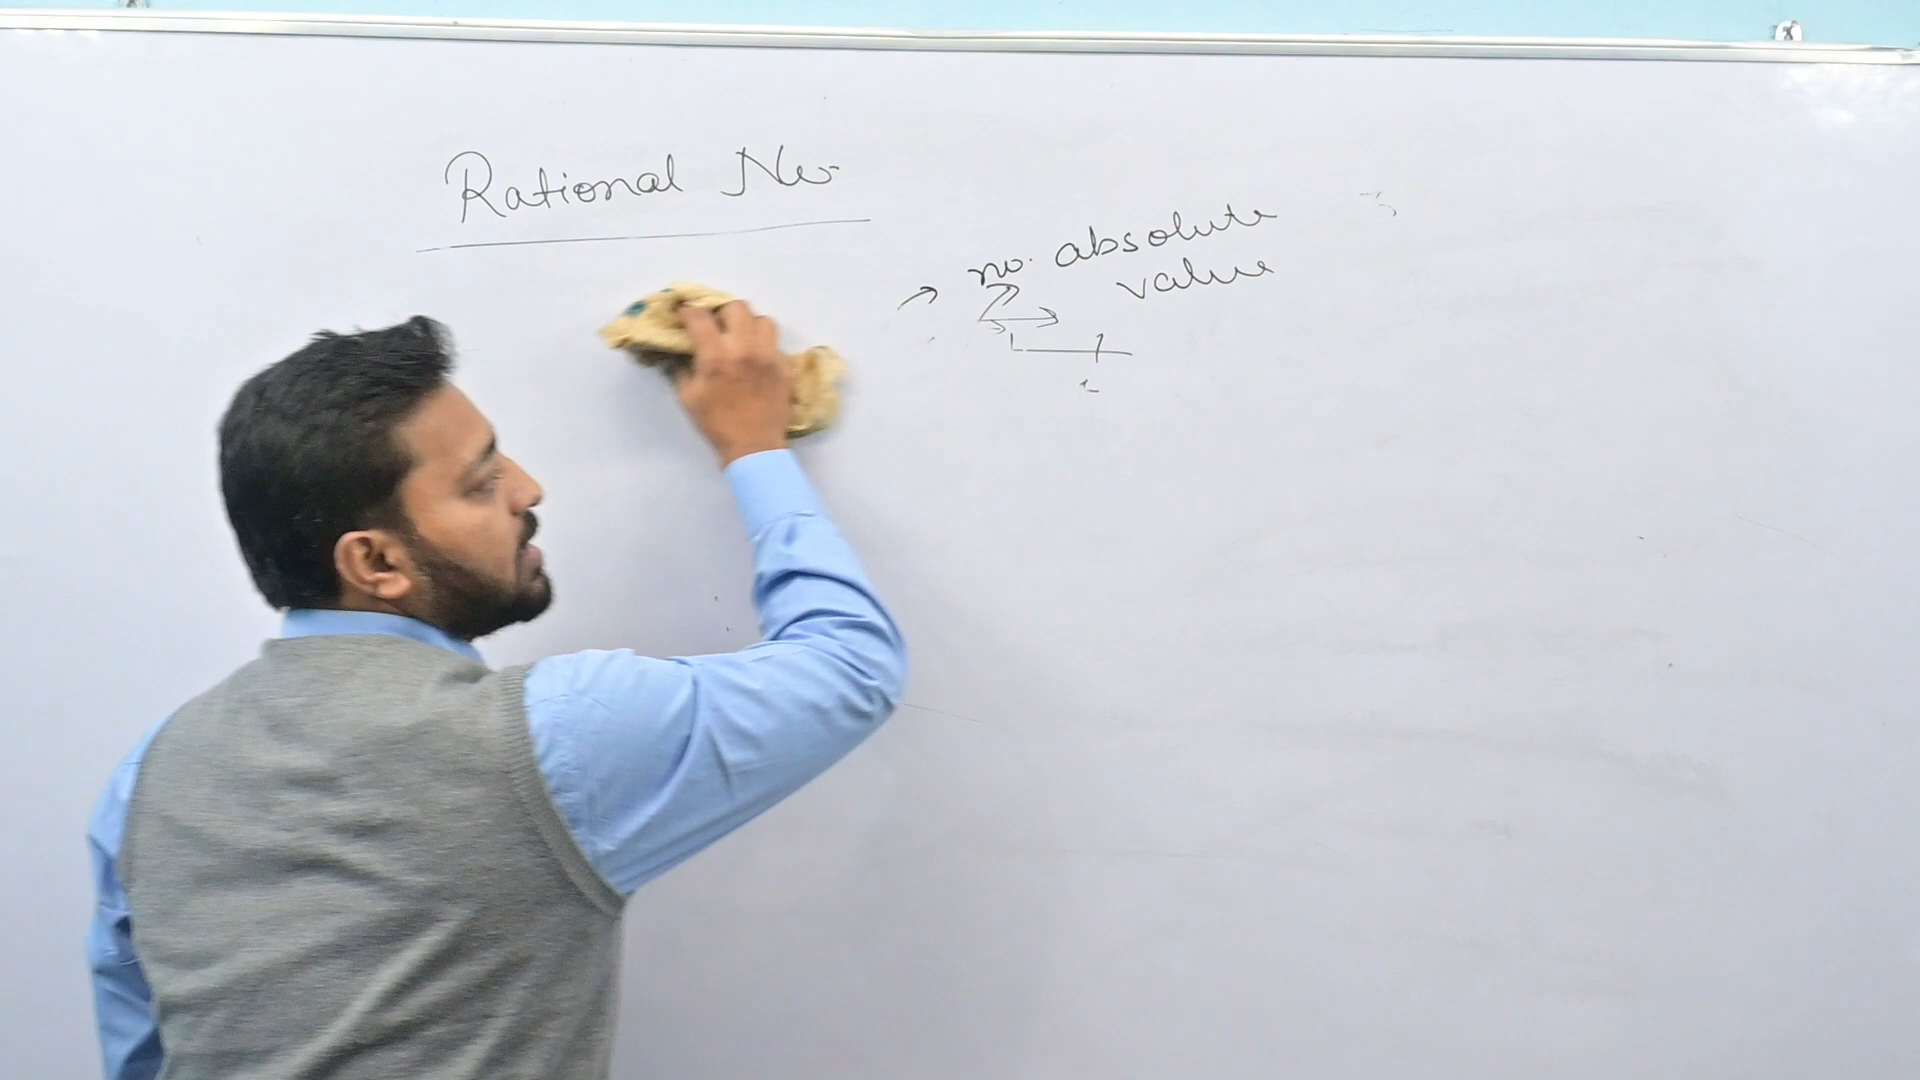 Rational No.
→ no. absolute
value